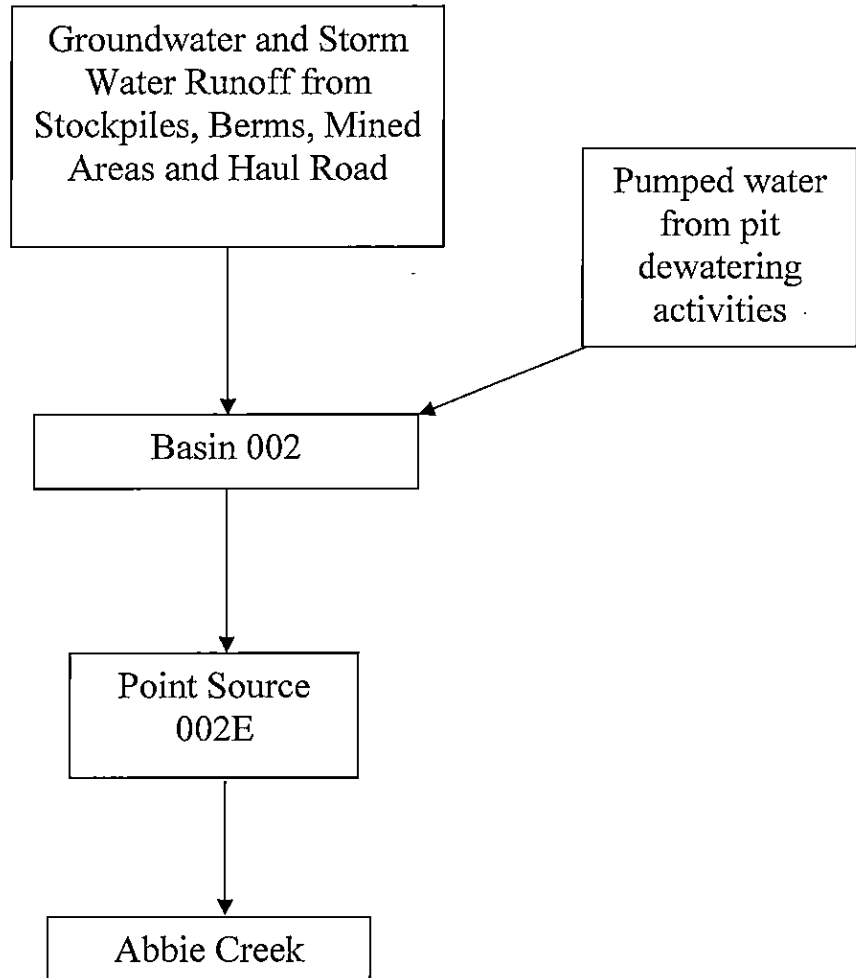 Groundwater and Storm
Water Runoff from
Stockpiles, Berms, Mined
Areas and Haul Road
Pumped water
from pit
dewatering
activities
Basin 002
Point Source
002E
Abbie Creek